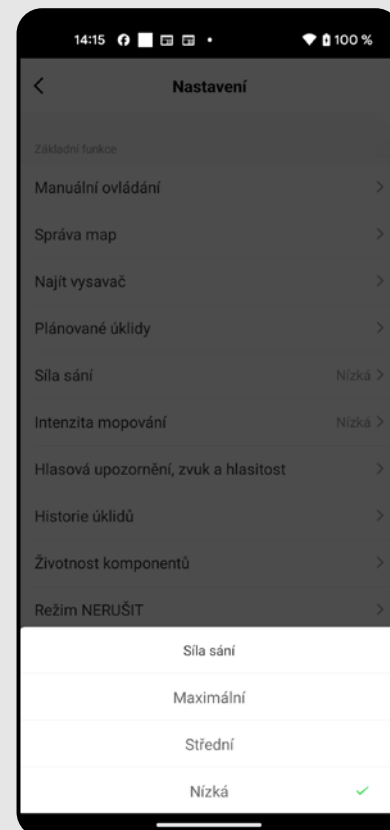 14:15 100 %
Nastavení
Základní funkce
Manuální ovládání
Správa map
Najít vysavač
Plánované úklidy
Síla sání Nízká
Intenzita mopování Nízká
Hlasová upozornění, zvuk a hlasitost
Historie úklidů
Životnost komponentů
Režim NERUŠIT
Síla sání
Maximální
Střední
Nízká